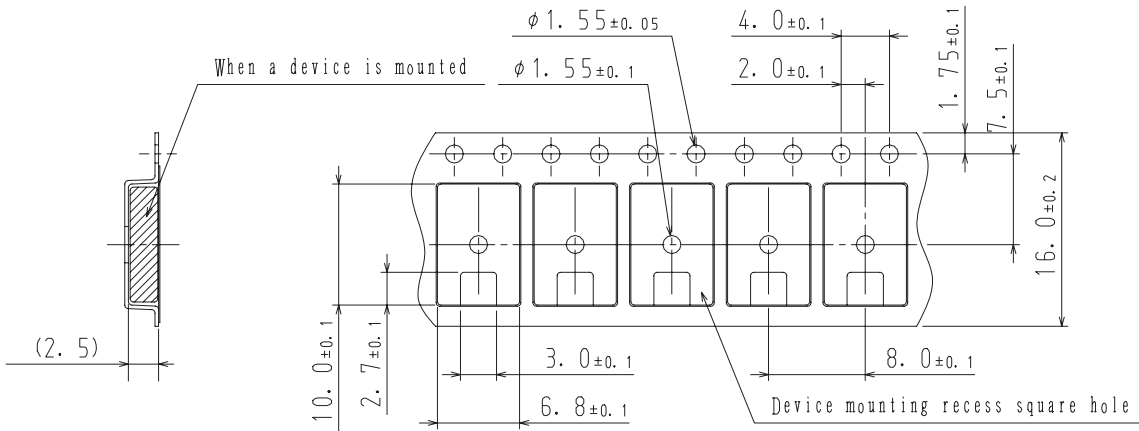 φ1.55±0.05
4.0±0.1
When a device is mounted
φ1.55±0.1
2.0±0.1
1.75±0.1
7.5±0.1
16.0±0.2
(2.5)
10.0±0.1
2.7±0.1
3.0±0.1
8.0±0.1
6.8±0.1
Device mounting recess square hole